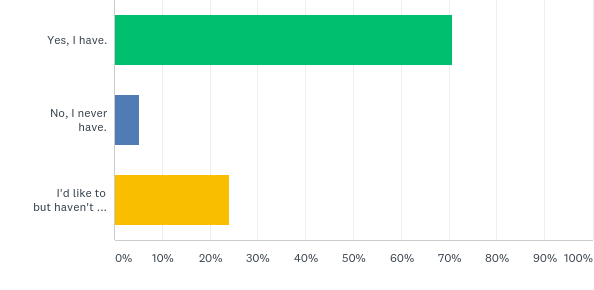 Yes, I have.
No, I never
have.
I'd like to
but haven't ...
0% 10% 20% 30% 40% 50% 60% 70% 80% 90% 100%